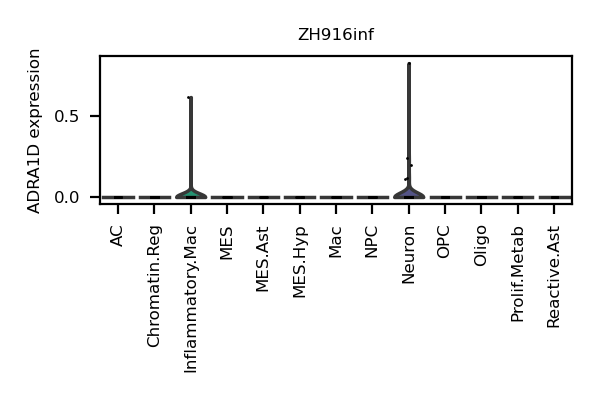 ZH916inf
ADRA1D expression
0.5
0.0
AC
Chromatin.Reg
Inflammatory.Mac
MES
MES.Ast
MES.Hyp
Mac
NPC
Neuron
OPC
Oligo
Prolif.Metab
Reactive.Ast